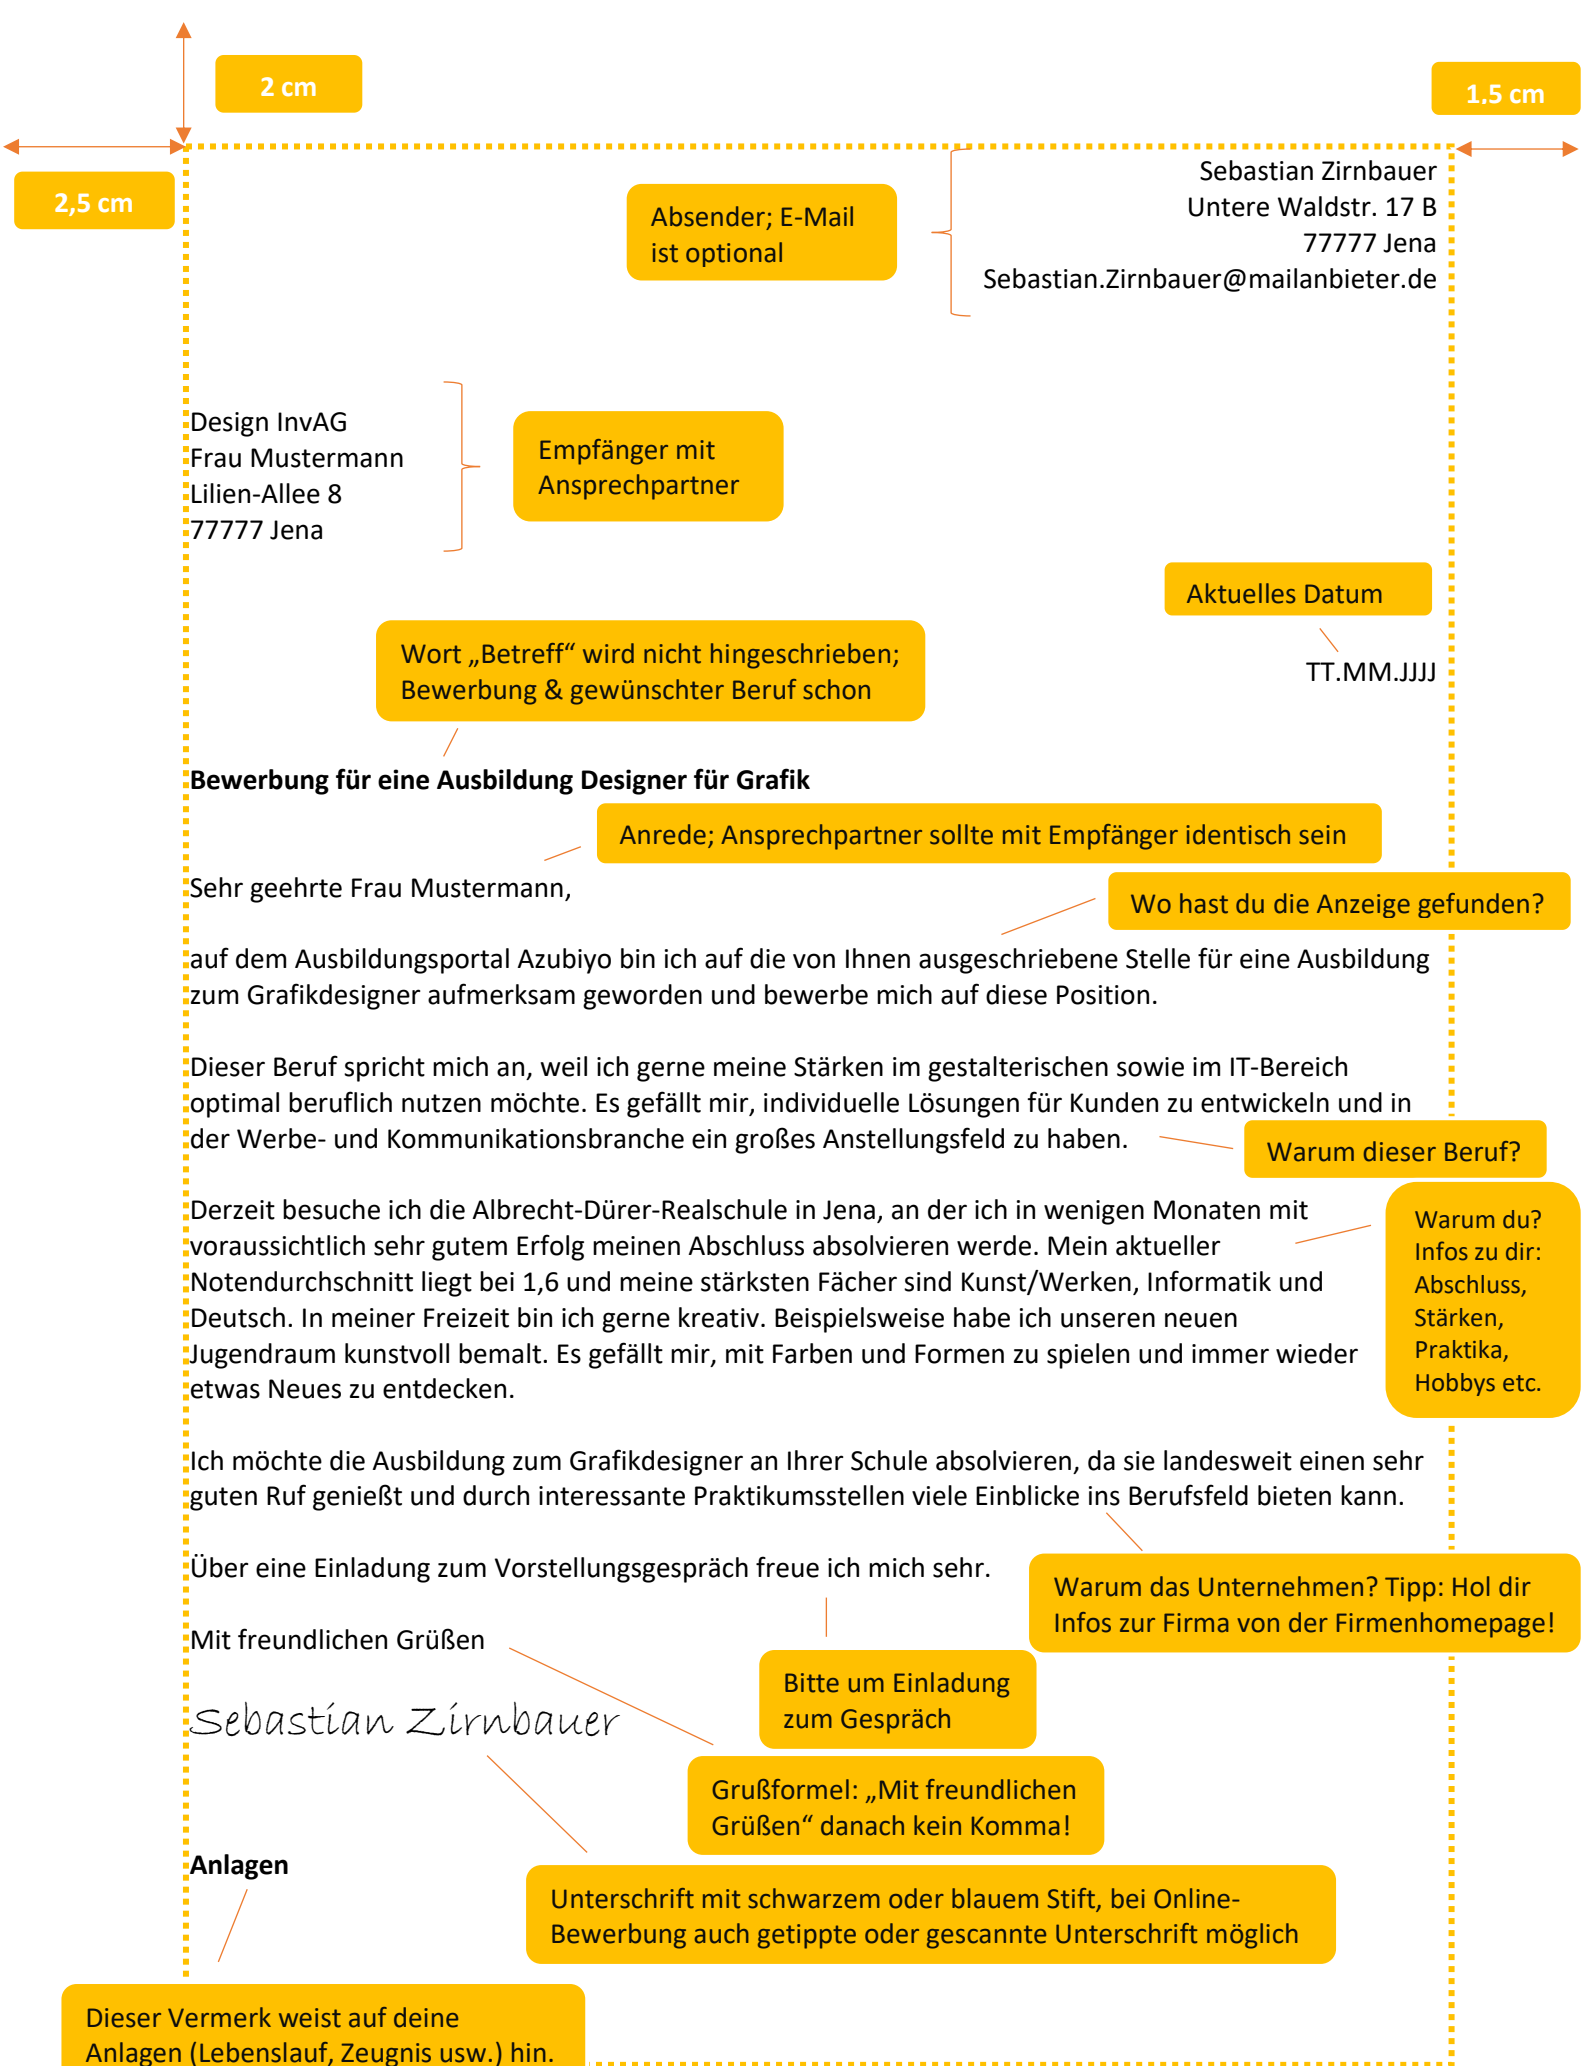 2 cm
1.5 cm
2,5 cm
Absender; E-Mail
ist optional
Sebastian Zirnbauer
Untere Waldstr. 17 B
77777 Jena
Sebastian.Zirnbauer@mailanbieter.de
Design InvAG
Frau Mustermann
Lilien-Allee 8
77777 Jena
Empfänger mit
Ansprechpartner
Aktuelles Datum
TT.MM.JJJJ
Wort „Betreff“ wird nicht hingeschrieben;
Bewerbung & gewünschter Beruf schon
Bewerbung für eine Ausbildung Designer für Grafik
Anrede; Ansprechpartner sollte mit Empfänger identisch sein
Sehr geehrte Frau Mustermann,
Wo hast du die Anzeige gefunden?
auf dem Ausbildungsportal Azubiyo bin ich auf die von Ihnen ausgeschriebene Stelle für eine Ausbildung
zum Grafikdesigner aufmerksam geworden und bewerbe mich auf diese Position.
Dieser Beruf spricht mich an, weil ich gerne meine Stärken im gestalterischen sowie im IT-Bereich
optimal beruflich nutzen möchte. Es gefällt mir, individuelle Lösungen für Kunden zu entwickeln und in
der Werbe- und Kommunikationsbranche ein großes Anstellungsfeld zu haben.
Warum dieser Beruf?
Derzeit besuche ich die Albrecht-Dürer-Realschule in Jena, an der ich in wenigen Monaten mit
voraussichtlich sehr gutem Erfolg meinen Abschluss absolvieren werde. Mein aktueller
Notendurchschnitt liegt bei 1,6 und meine stärksten Fächer sind Kunst/Werken, Informatik und
Deutsch. In meiner Freizeit bin ich gerne kreativ. Beispielsweise habe ich unseren neuen
Jugendraum kunstvoll bemalt. Es gefällt mir, mit Farben und Formen zu spielen und immer wieder
etwas Neues zu entdecken.
Warum du?
Infos zu dir:
Abschluss,
Stärken,
Praktika,
Hobbys etc.
Ich möchte die Ausbildung zum Grafikdesigner an Ihrer Schule absolvieren, da sie landesweit einen sehr
guten Ruf genießt und durch interessante Praktikumsstellen viele Einblicke ins Berufsfeld bieten kann.
Über eine Einladung zum Vorstellungsgespräch freue ich mich sehr.
Warum das Unternehmen? Tipp: Hol dir
Infos zur Firma von der Firmenhomepage!
Mit freundlichen Grüßen
Bitte um Einladung
zum Gespräch
Sebastian Zirnbauer
Grußformel: „Mit freundlichen
Grüßen“ danach kein Komma!
Anlagen
Unterschrift mit schwarzem oder blauem Stift, bei Online-
Bewerbung auch getippte oder gescannte Unterschrift möglich
Dieser Vermerk weist auf deine
Anlagen (Lebenslauf, Zeugnis usw.) hin.